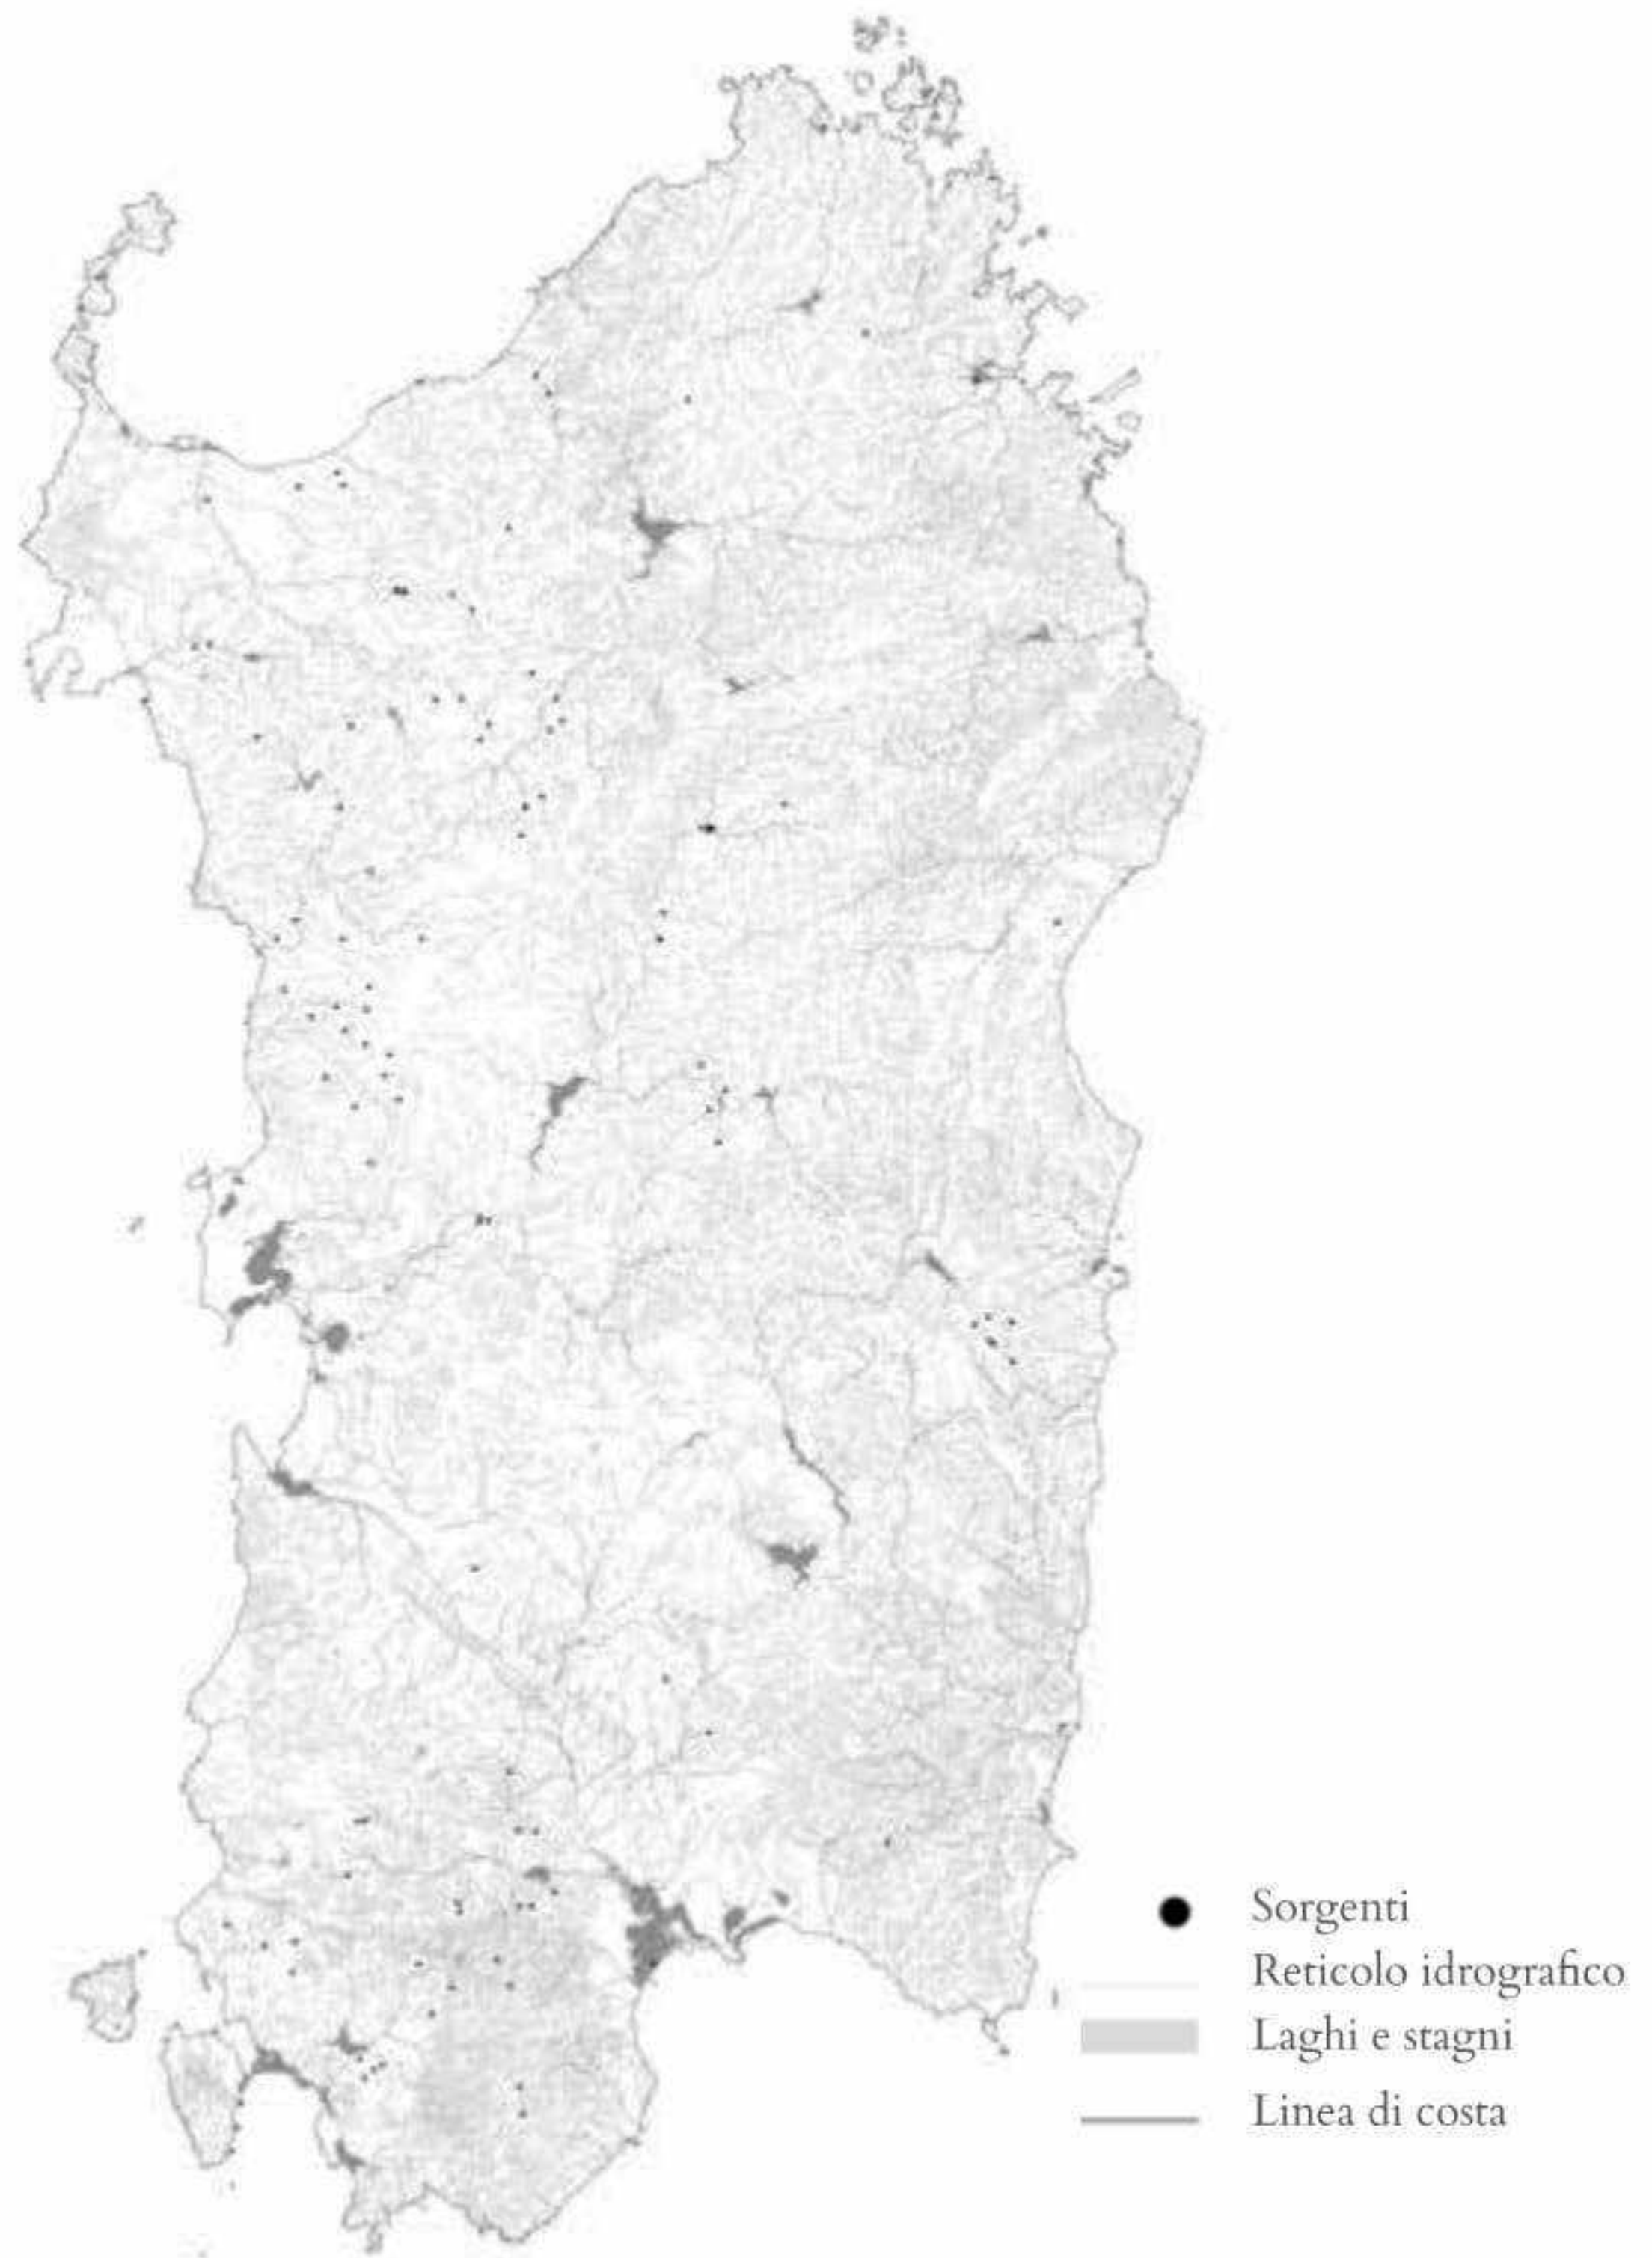 Sorgenti
Reticolo idrografico
Laghi e stagni
Linea di costa